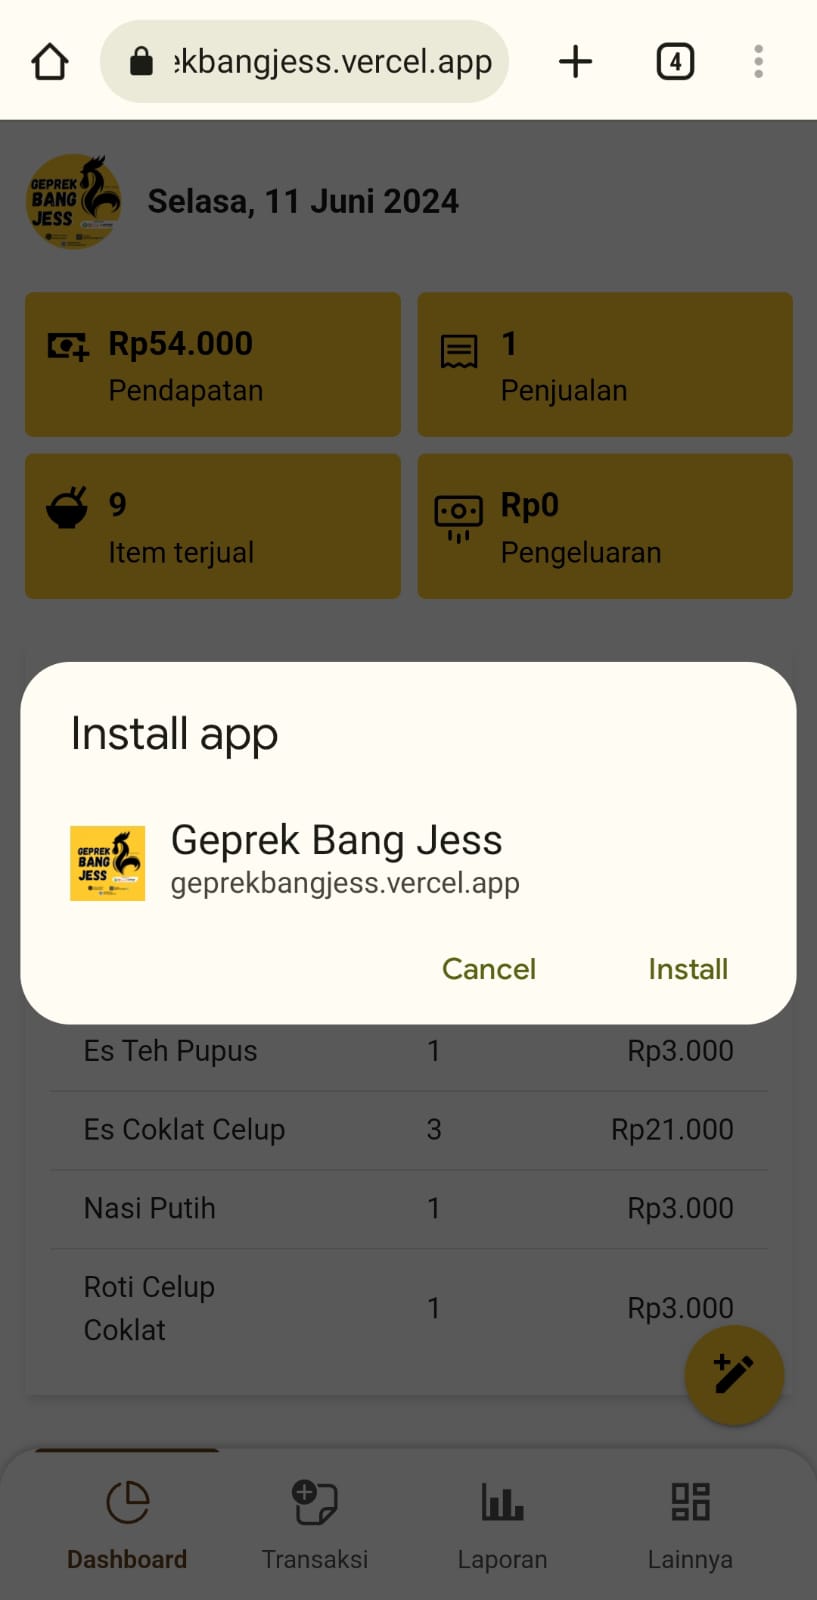 ekbangjess.vercel.app
4
GEPREK
BANG
JESS
Selasa, 11 Juni 2024
Rp54.000
Pendapatan
1
Penjualan
9
Item terjual
Rp0
Pengeluaran
Install app
GEPREK
BANG
JESS
Geprek Bang Jess
geprekbangjess.vercel.app
Cancel
Install
Es Teh Pupus 1 Rp3.000
Es Coklat Celup 3 Rp21.000
Nasi Putih 1 Rp3.000
Roti Celup
Coklat
1 Rp3.000
Dashboard
Transaksi
Laporan
Lainnya